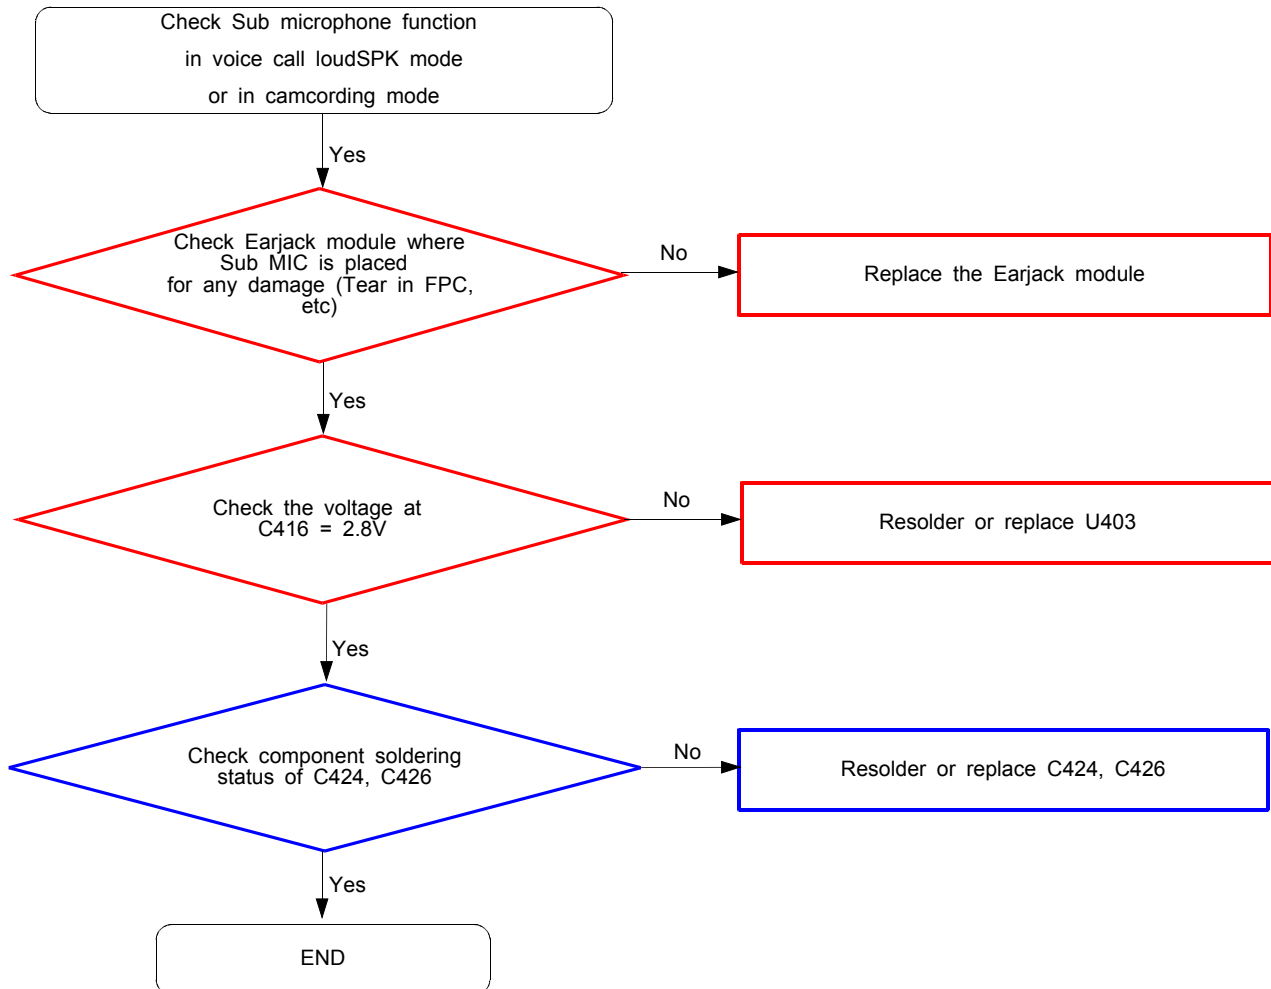 Check Sub microphone function
in voice call loudSPK mode
or in camcording mode
Yes
Check Earjack module where
Sub MIC is placed
for any damage (Tear in FPC,
etc)
No
Replace the Earjack module
Yes
Check the voltage at
C416 = 2.8V
No
Resolder or replace U403
Yes
Check component soldering
status of C424, C426
No
Resolder or replace C424, C426
Yes
END